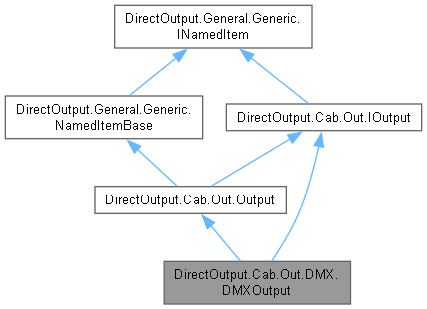 DirectOutput.General.Generic.
INamedItem
DirectOutput.General.Generic.
NamedItemBase
DirectOutput.Cab.Out.IOutput
DirectOutput.Cab.Out.Output
DirectOutput.Cab.Out.DMX.
DMXOutput